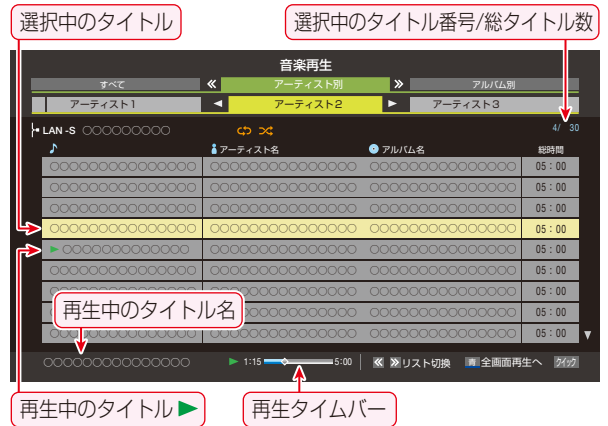 選択中のタイトル
選択中のタイトル番号/総タイトル数
音楽再生
すべて
アーティスト別
アルバム別
アーティスト1
アーティスト2
アーティスト3
LAN -S ○○○○○○○○○
4/ 30
アーティスト名
アルバム名
総時間
○○○○○○○○○○○○○○○ ○○○○○○○○○○○○○○ ○○○○○○○○○○○○○○ 05：00
○○○○○○○○○○○○○○○ ○○○○○○○○○○○○○○ ○○○○○○○○○○○○○○ 05：00
○○○○○○○○○○○○○○○ ○○○○○○○○○○○○○○ ○○○○○○○○○○○○○○ 05：00
○○○○○○○○○○○○○○○ ○○○○○○○○○○○○○○ ○○○○○○○○○○○○○○ 05：00
▶ ○○○○○○○○○○○○○ ○○○○○○○○○○○○○○ ○○○○○○○○○○○○○○ 05：00
○○○○○○○○○○○○○○○ ○○○○○○○○○○○○○○ ○○○○○○○○○○○○○○ 05：00
○○○○○○○○○○○○○○○ ○○○○○○○○○○○○○○ ○○○○○○○○○○○○○○ 05：00
○○○○○○○○○○○○○○ ○○○○○○○○○○○○○○ 05：00
○○○○○○○○○○○○○○ ○○○○○○○○○○○○○○ 05：00
再生中のタイトル名
○○○○○○○○○○○○○○○ ▶ 1:15 5:00 リスト切換 青 全画面再生へ クイック
再生中のタイトル▶
再生タイムバー